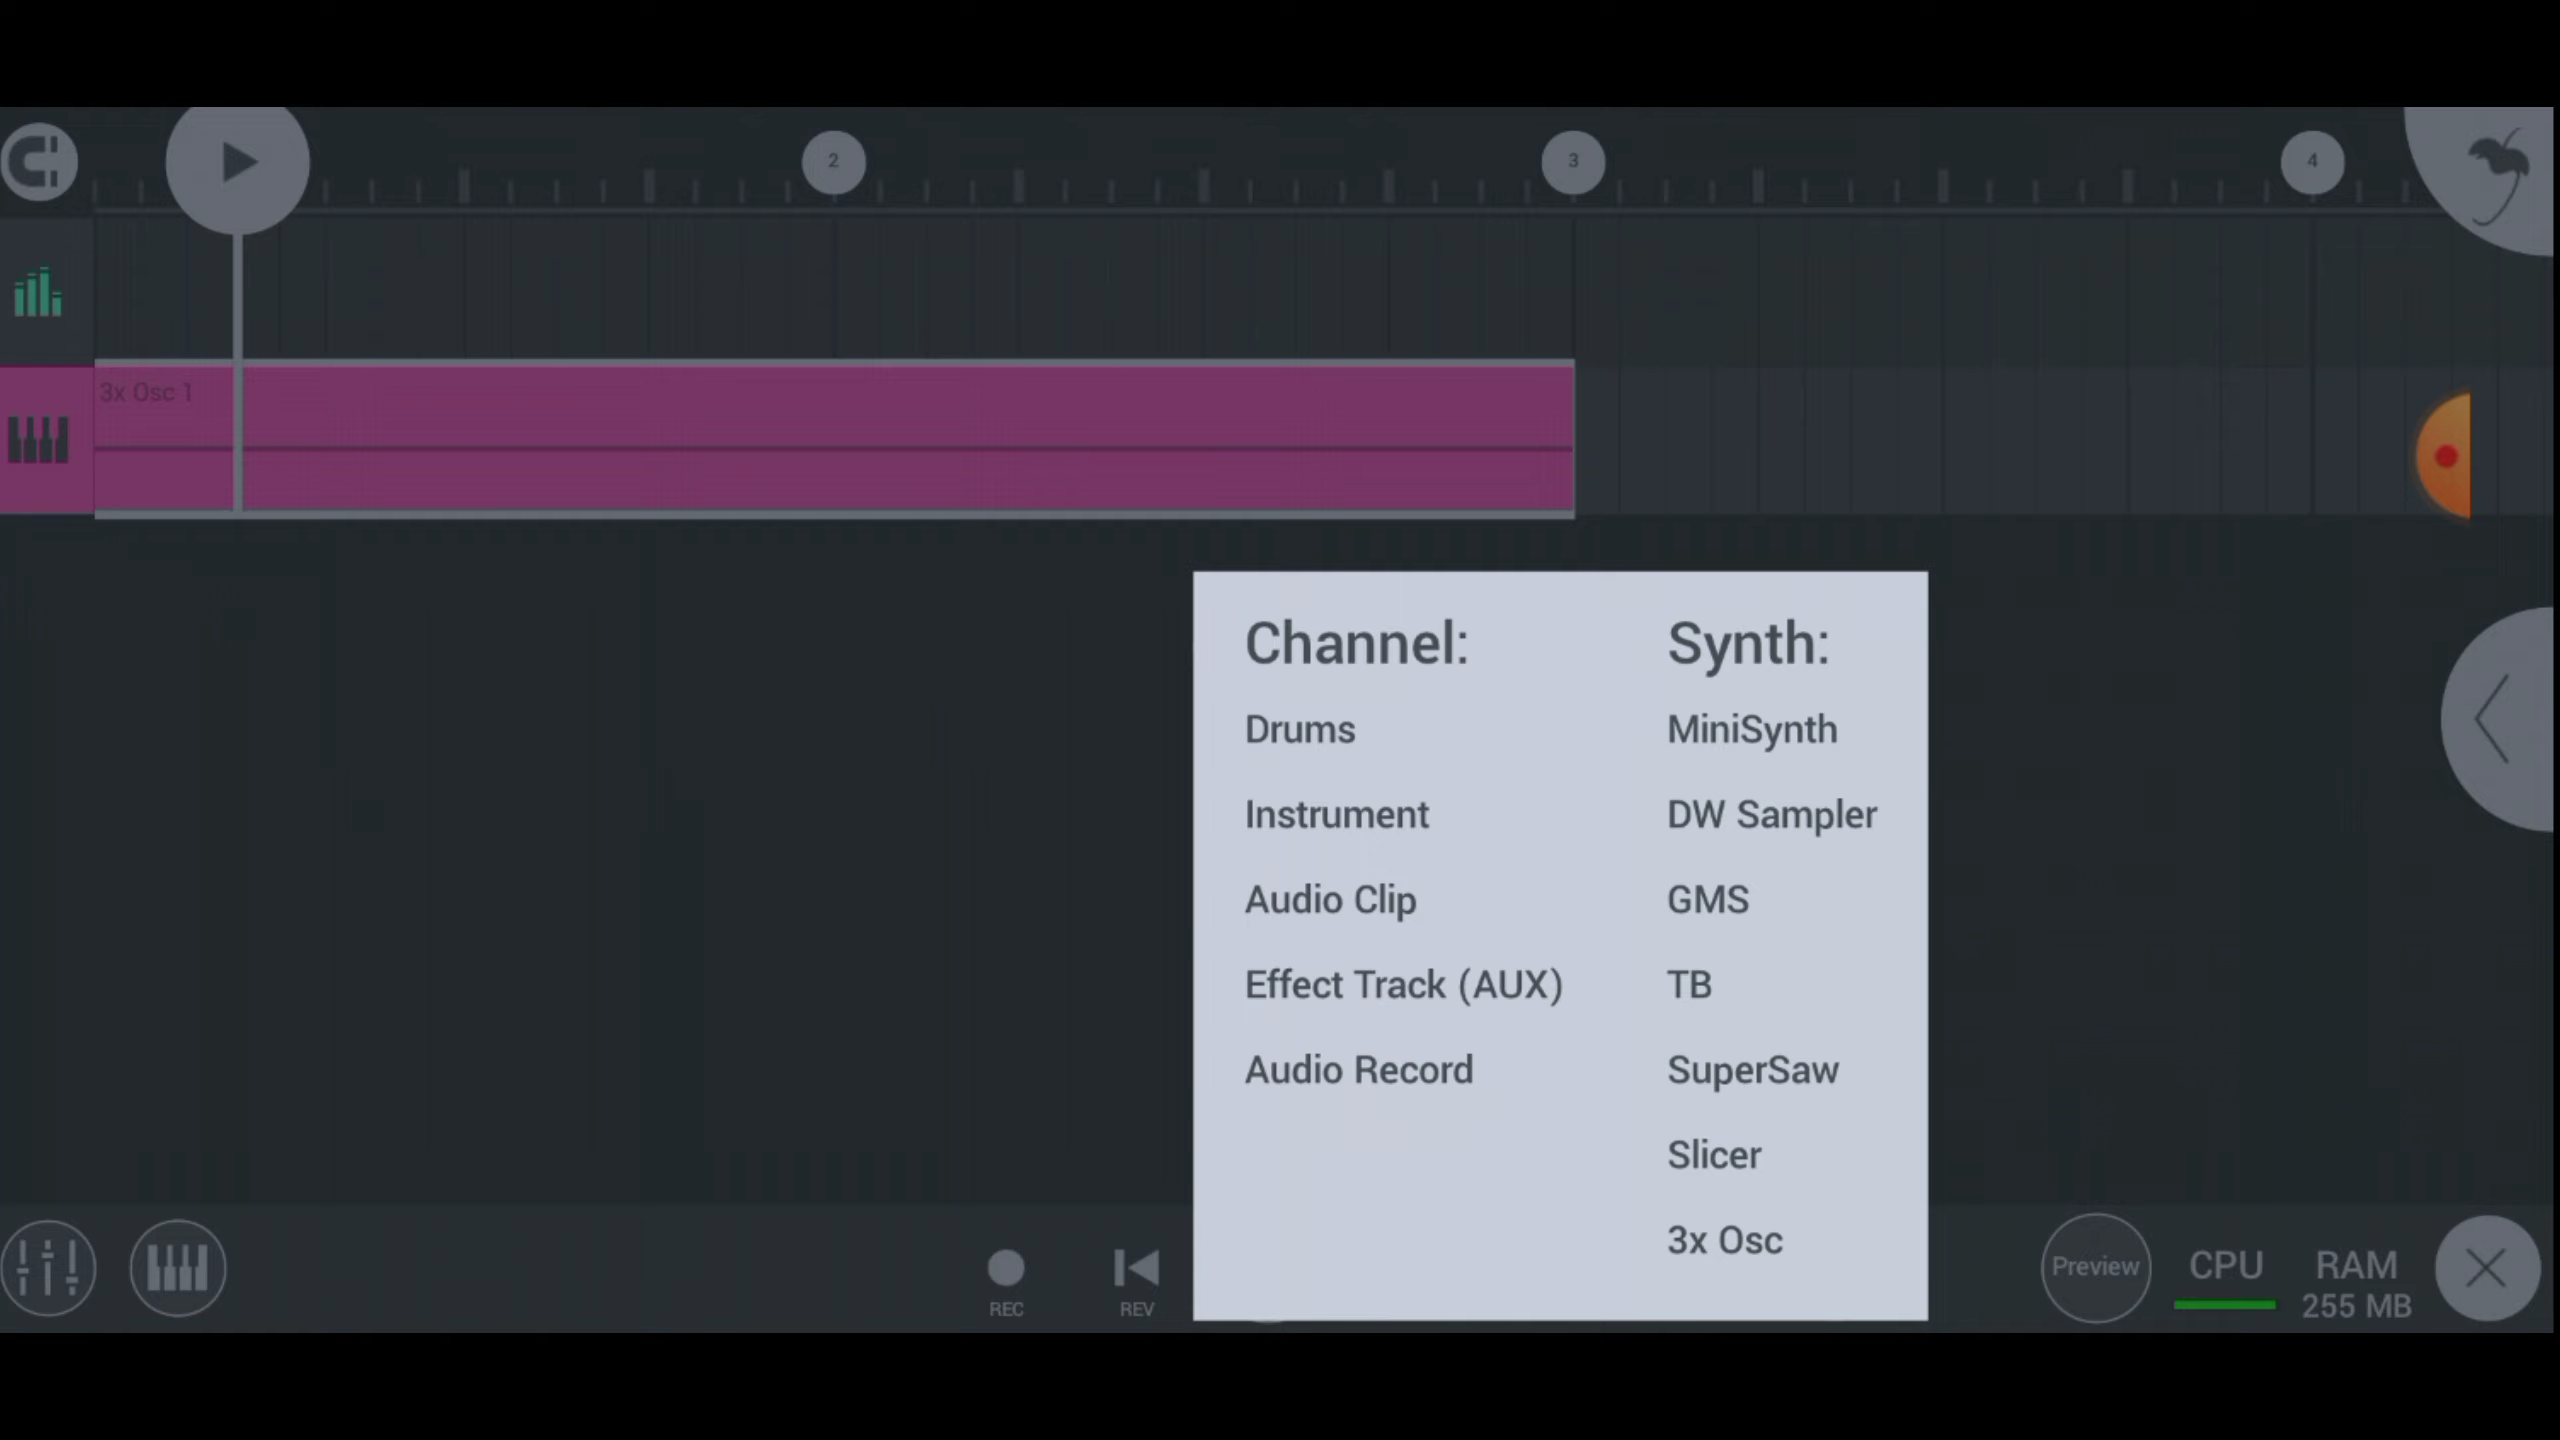 2
3
4
3x Osc 1
Channel:
Drums
Instrument
Audio Clip
Effect Track (AUX)
Audio Record
Synth:
MiniSynth
DW Sampler
GMS
TB
SuperSaw
Slicer
3x Osc
REC
REV
Preview
CPU
RAM
255 MB